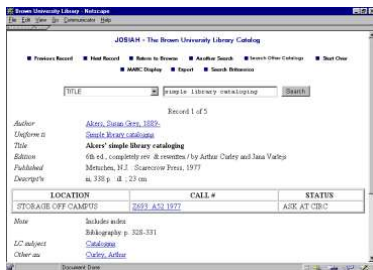 Brown University Library - Netscape
File Edit View Go Communicator Help
JOSIAH - The Brown University Library Catalog
Previous Record Next Record Return to Browse Another Search Search Other Catalogs Start Over
MARC Display Export Search Britannica
TITLE simple library cataloging Search
Record 1 of 5
Author Akers, Susan Grey, 1889-
Uniform ti Simple library cataloging
Title Akers' simple library cataloging
Edition 6th ed., completely rev. & rewritten / by Arthur Curley and Jana Varlejs
Published Metuchen, N.J. : Scarecrow Press, 1977
Descript'n ix, 338 p. : ill. ; 23 cm.
LOCATION CALL # STATUS
STORAGE OFF CAMPUS Z693 .A52 1977 ASK AT CIRC
Note Includes index
Bibliography: p. 328-331
LC subject Cataloging
Other au Curley, Arthur
Document: Done